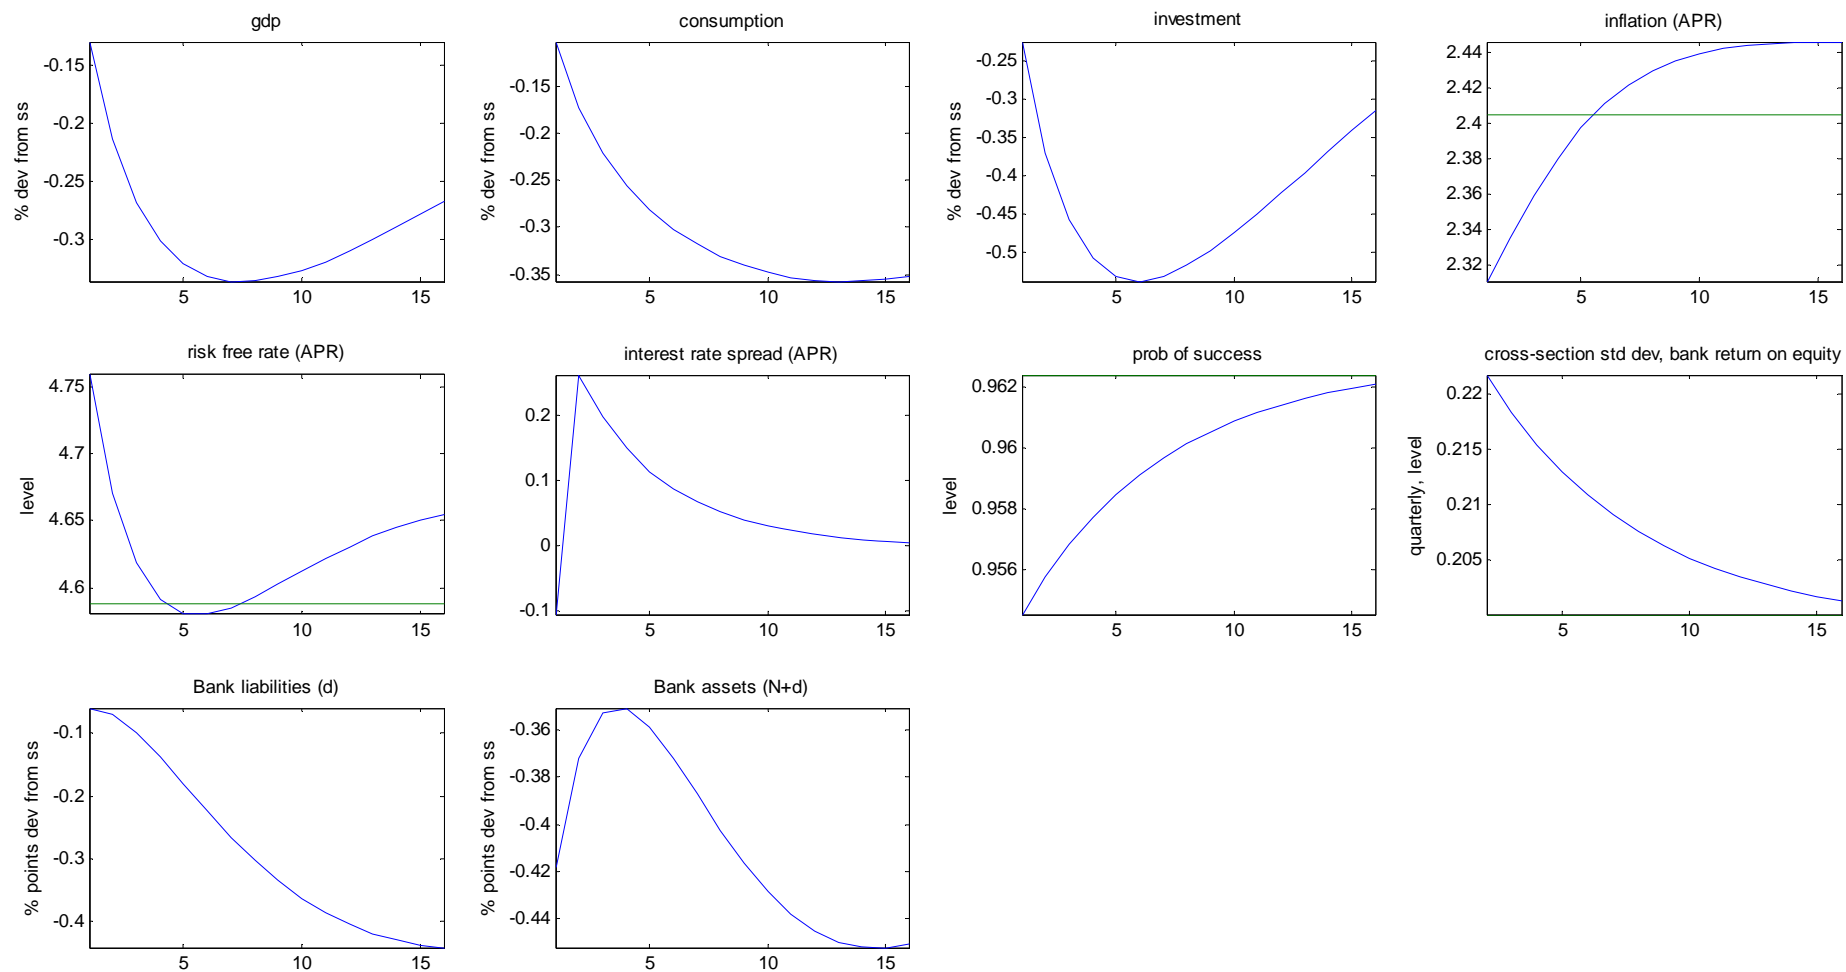 gdp
% dev from ss
-0.15
-0.2
-0.25
-0.3
5 10 15
consumption
% dev from ss
-0.15
-0.2
-0.25
-0.3
-0.35
5 10 15
investment
% dev from ss
-0.25
-0.3
-0.35
-0.4
-0.45
-0.5
5 10 15
inflation (APR)
2.44
2.42
2.4
2.38
2.36
2.34
2.32
5 10 15
risk free rate (APR)
level
4.75
4.7
4.65
4.6
5 10 15
interest rate spread (APR)
0.2
0.1
0
-0.1
5 10 15
prob of success
level
0.962
0.96
0.958
0.956
5 10 15
cross-section std dev, bank return on equity
quarterly, level
0.22
0.215
0.21
0.205
5 10 15
Bank liabilities (d)
% points dev from ss
-0.1
-0.2
-0.3
-0.4
5 10 15
Bank assets (N+d)
% points dev from ss
-0.36
-0.38
-0.4
-0.42
-0.44
5 10 15